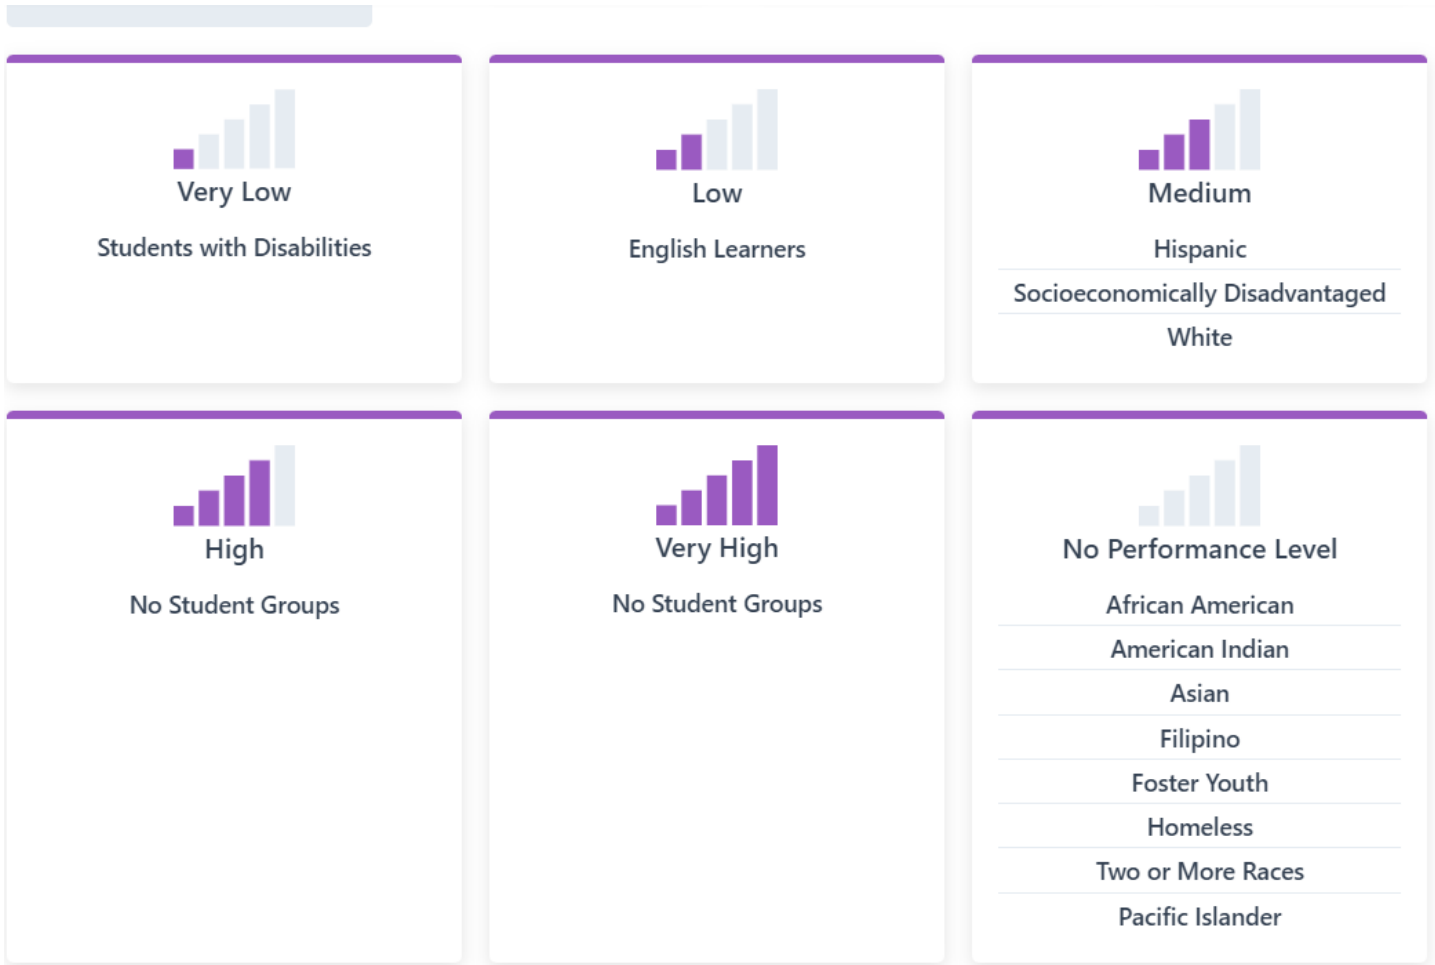 Very Low
Students with Disabilities
Low
English Learners
Medium
Hispanic
Socioeconomically Disadvantaged
White
High
No Student Groups
Very High
No Student Groups
No Performance Level
African American
American Indian
Asian
Filipino
Foster Youth
Homeless
Two or More Races
Pacific Islander